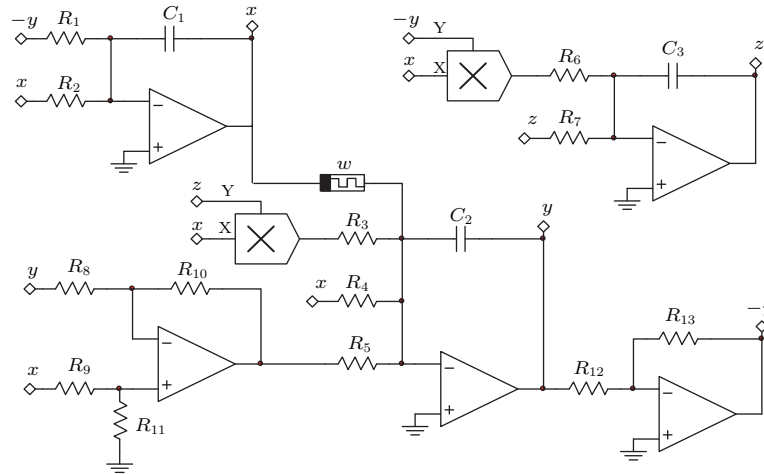 −y R₁ C₁ x
x R₂
− +
−y Y
x X
R₆ C₃ z
z R₇
− +
w
z Y
x X
R₃ C₂ y
x R₄
y R₈ R₁₀
x R₉
R₁₁
− +
R₅
− +
R₁₂ R₁₃
− +